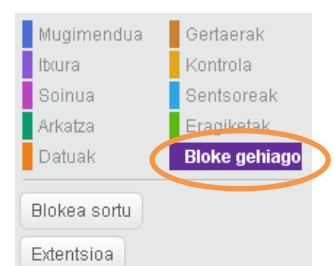 Mugimendua Gertaerak
Itxura Kontrola
Soinua Sentsoreak
Arkatza Eragiketak
Datuak Bloke gehiago
Blokea sortu
Extentsioa